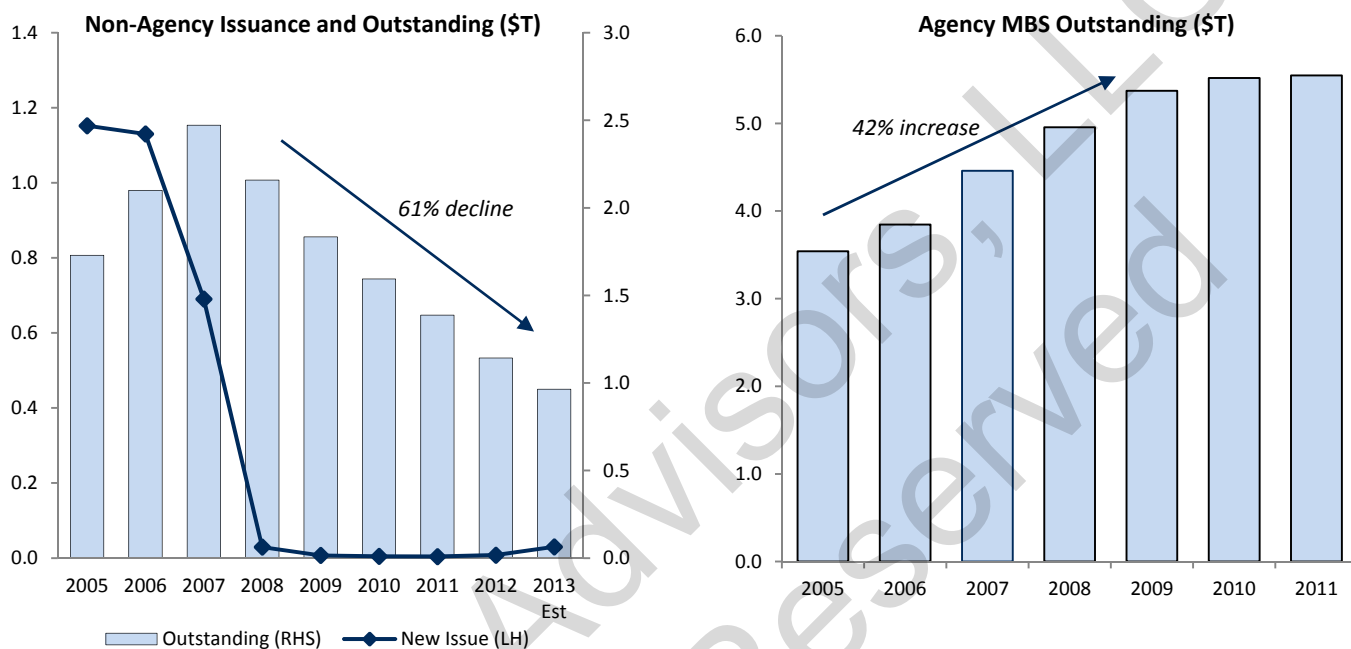 Non-Agency Issuance and Outstanding ($T)
1.4
1.2
1.0
0.8
0.6
0.4
0.2
0.0
3.0
2.5
2.0
1.5
1.0
0.5
0.0
61% decline
2005 2006 2007 2008 2009 2010 2011 2012 2013
Est
Outstanding (RHS) New Issue (LH)
Agency MBS Outstanding ($T)
6.0
5.0
4.0
3.0
2.0
1.0
0.0
42% increase
2005 2006 2007 2008 2009 2010 2011
Advisors,
Reserved